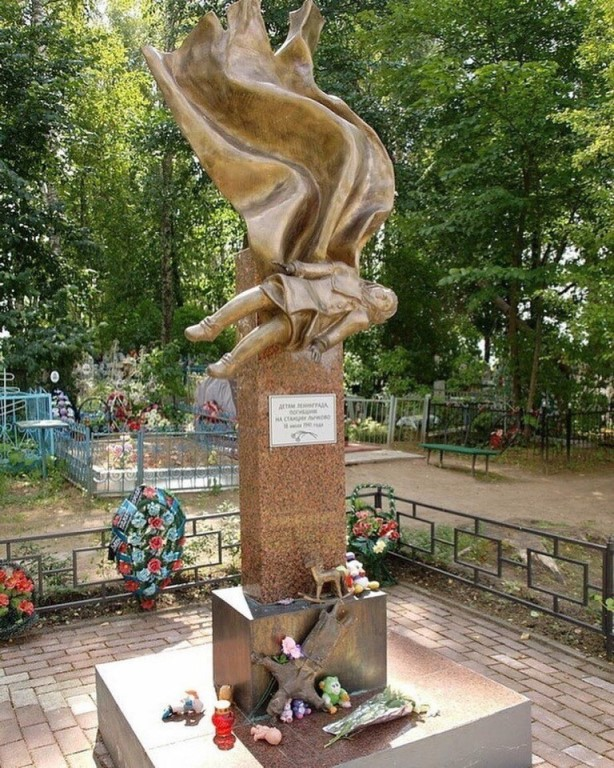 ДЕТЯМ ЛЕНИНГРАДА,
ПОГИБШИМ
НА СТАНЦИИ ЛЫЧКОВО
18 июля 1941 года